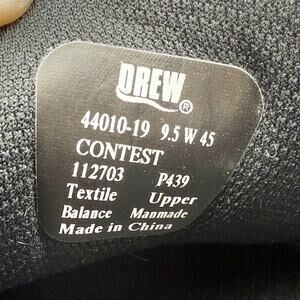 DREW ®
44010-19 9.5 W 45
CONTEST
112703 P439
Textile Upper
Balance Manmade
Made in China